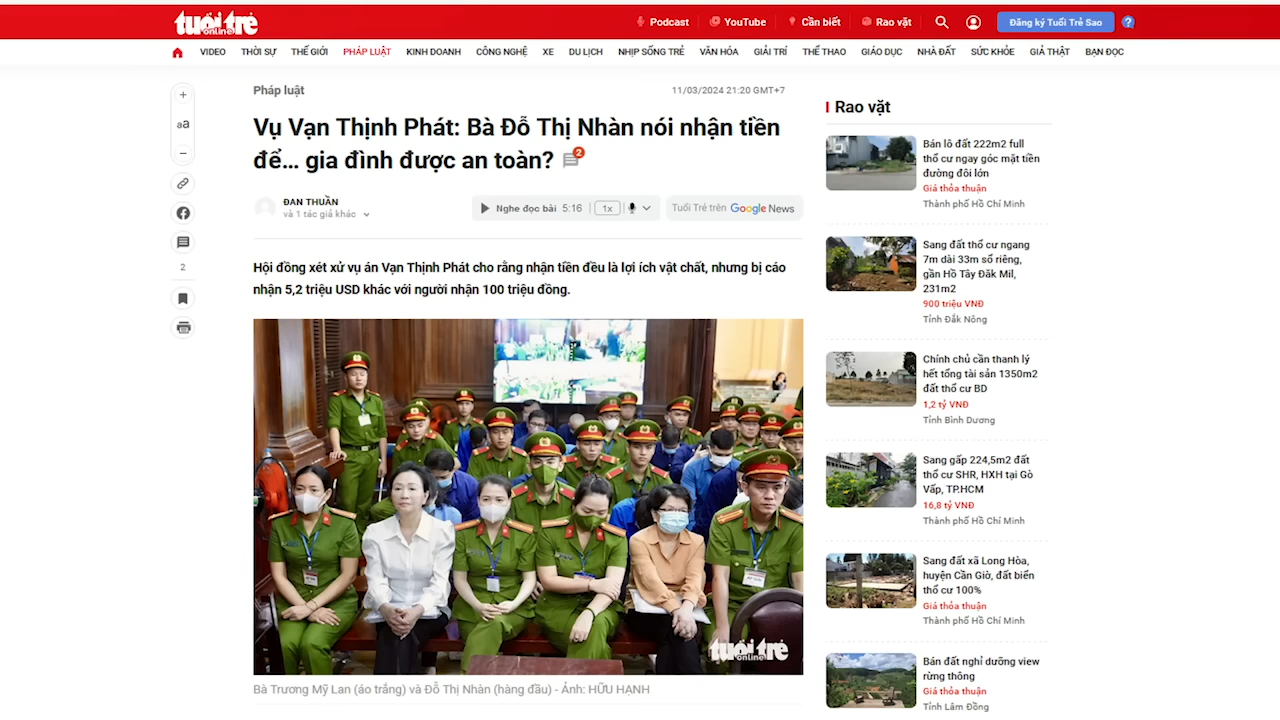 tuổi trẻ
online
Podcast
YouTube
Cần biết
Rao vặt
Đăng ký Tuổi Trẻ Sao
?
VIDEO
THỜI SỰ
THẾ GIỚI
PHÁP LUẬT
KINH DOANH
CÔNG NGHỆ
XE
DU LỊCH
NHỊP SỐNG TRẺ
VĂN HÓA
GIẢI TRÍ
THỂ THAO
GIÁO DỤC
NHÀ ĐẤT
SỨC KHỎE
GIẢ THẬT
BẠN ĐỌC
+
aa
−
2
Pháp luật
11/03/2024 21:20 GMT+7
Vụ Vạn Thịnh Phát: Bà Đỗ Thị Nhàn nói nhận tiền
để... gia đình được an toàn? 2
ĐAN THUẦN
và 1 tác giả khác
Nghe đọc bài 5:16 1x
Tuổi Trẻ trên Google News
Hội đồng xét xử vụ án Vạn Thịnh Phát cho rằng nhận tiền đều là lợi ích vật chất, nhưng bị cáo
nhận 5,2 triệu USD khác với người nhận 100 triệu đồng.
tuổi trẻ
online
Bà Trương Mỹ Lan (áo trắng) và Đỗ Thị Nhàn (hàng đầu) - Ảnh: HỮU HẠNH
Rao vặt
Bán lô đất 222m2 full
thổ cư ngay góc mặt tiền
đường đôi lớn
Giá thỏa thuận
Thành phố Hồ Chí Minh
Sang đất thổ cư ngang
7m dài 33m sổ riêng,
gần Hồ Tây Đăk Mil,
231m2
900 triệu VNĐ
Tỉnh Đắk Nông
Chính chủ cần thanh lý
hết tổng tài sản 1350m2
đất thổ cư BD
1,2 tỷ VNĐ
Tỉnh Bình Dương
Sang gấp 224,5m2 đất
thổ cư SHR, HXH tại Gò
Vấp, TP.HCM
16,8 tỷ VNĐ
Thành phố Hồ Chí Minh
Sang đất xã Long Hòa,
huyện Cần Giờ, đất biển
thổ cư 100%
Giá thỏa thuận
Thành phố Hồ Chí Minh
Bán đất nghỉ dưỡng view
rừng thông
Giá thỏa thuận
Tỉnh Lâm Đồng